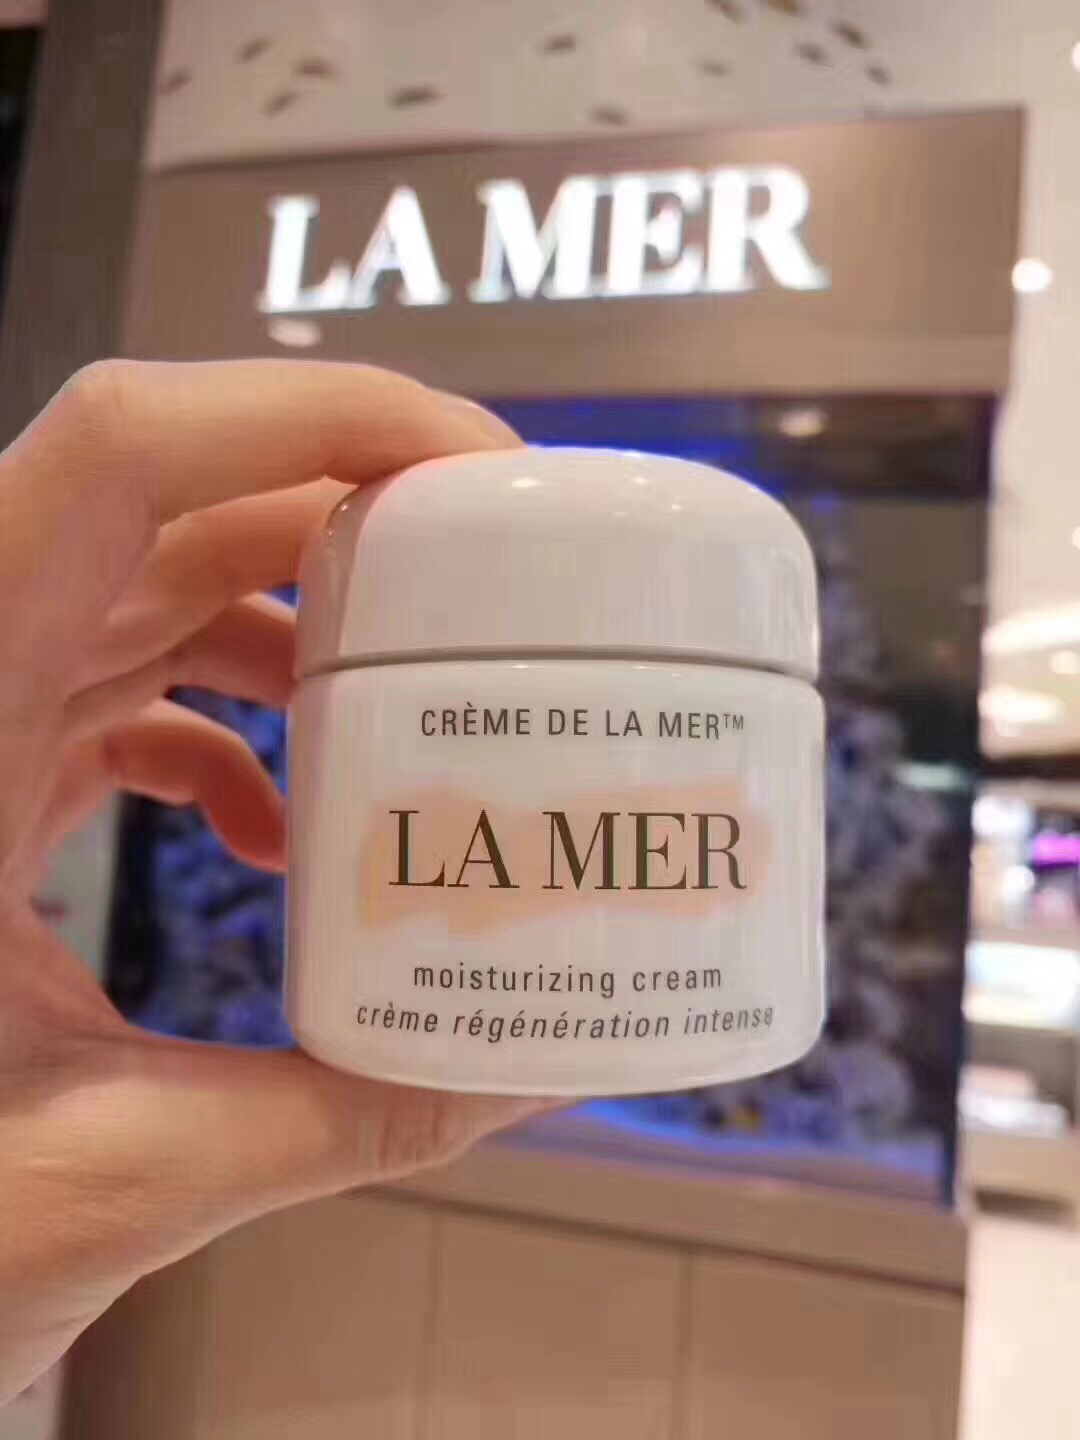 LA MER
CRÈME DE LA MER™
LA MER
moisturizing cream
crème régénération intense